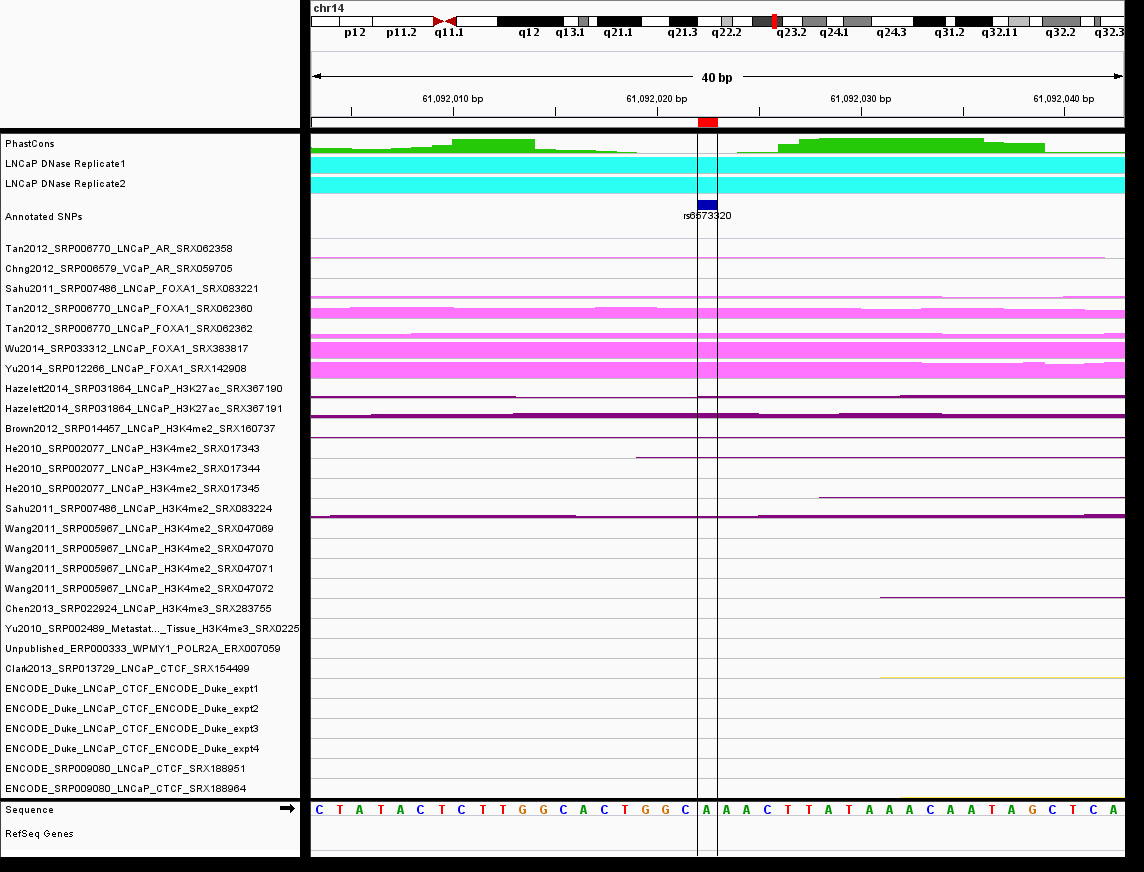 chr14
p12 p11.2 q11.1 q12 q13.1 q21.1 q21.3 q22.2 q23.2 q24.1 q24.3 q31.2 q32.11 q32.2 q32.3
40 bp
61,092,010 bp 61,092,020 bp 61,092,030 bp 61,092,040 bp
PhastCons
LNCaP DNase Replicate1
LNCaP DNase Replicate2
Annotated SNPs rs6573320
Tan2012_SRP006770_LNCaP_AR_SRX062358
Chng2012_SRP006579_VCaP_AR_SRX059705
Sahu2011_SRP007486_LNCaP_FOXA1_SRX083221
Tan2012_SRP006770_LNCaP_FOXA1_SRX062360
Tan2012_SRP006770_LNCaP_FOXA1_SRX062362
Wu2014_SRP033312_LNCaP_FOXA1_SRX383817
Yu2014_SRP012266_LNCaP_FOXA1_SRX142908
Hazelett2014_SRP031864_LNCaP_H3K27ac_SRX367190
Hazelett2014_SRP031864_LNCaP_H3K27ac_SRX367191
Brown2012_SRP014457_LNCaP_H3K4me2_SRX160737
He2010_SRP002077_LNCaP_H3K4me2_SRX017343
He2010_SRP002077_LNCaP_H3K4me2_SRX017344
He2010_SRP002077_LNCaP_H3K4me2_SRX017345
Sahu2011_SRP007486_LNCaP_H3K4me2_SRX083224
Wang2011_SRP005967_LNCaP_H3K4me2_SRX047069
Wang2011_SRP005967_LNCaP_H3K4me2_SRX047070
Wang2011_SRP005967_LNCaP_H3K4me2_SRX047071
Wang2011_SRP005967_LNCaP_H3K4me2_SRX047072
Chen2013_SRP022924_LNCaP_H3K4me3_SRX283755
Yu2010_SRP002489_Metastat..._Tissue_H3K4me3_SRX0225
Unpublished_ERP000333_WPMY1_POLR2A_ERX007059
Clark2013_SRP013729_LNCaP_CTCF_SRX154499
ENCODE_Duke_LNCaP_CTCF_ENCODE_Duke_expt1
ENCODE_Duke_LNCaP_CTCF_ENCODE_Duke_expt2
ENCODE_Duke_LNCaP_CTCF_ENCODE_Duke_expt3
ENCODE_Duke_LNCaP_CTCF_ENCODE_Duke_expt4
ENCODE_SRP009080_LNCaP_CTCF_SRX188951
ENCODE_SRP009080_LNCaP_CTCF_SRX188964
Sequence C T A T A C T C T T G G C A C T G G C A A A C T T A T A A A C A A T A G C T C A
RefSeq Genes